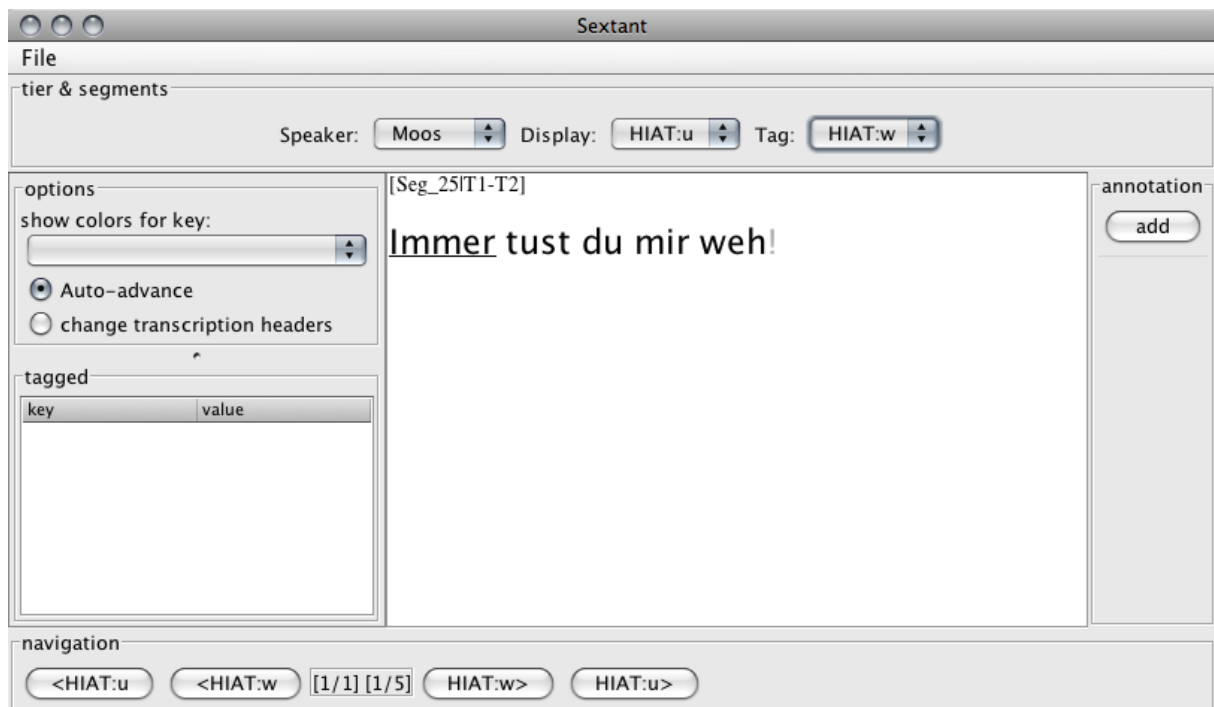 Sextant
File
tier & segments
Speaker: Moos Display: HIAT:u Tag: HIAT:w
options
show colors for key:
Auto-advance
change transcription headers
tagged
key value
[Seg_25|T1-T2]
Immer tust du mir weh!
annotation
add
navigation
<HIAT:u <HIAT:w [1/1] [1/5] HIAT:w> HIAT:u>